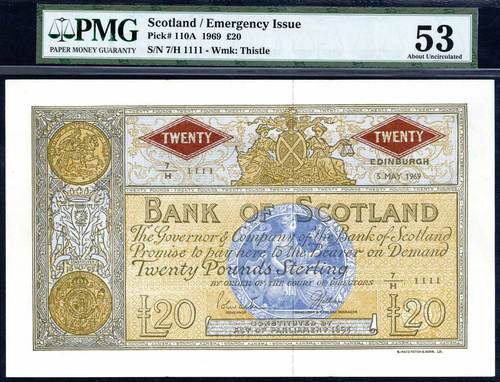 PMG
PAPER MONEY GUARANTY
Scotland / Emergency Issue
Pick# 110A 1969 £20
S/N 7/H 1111 - Wmk: Thistle
53
About Uncirculated
TWENTY
TWENTY
7/H 1111
EDINBURGH
5 MAY 1969
BANK OF SCOTLAND
The Governor & Company of the Bank of Scotland
Promise to pay here to the Bearer on Demand
Twenty Pounds Sterling
BY ORDER OF THE COURT OF DIRECTORS
7/H 1111
GOVERNOR
£20
CONSTITUTED BY
ACT OF PARLIAMENT 1695
£20